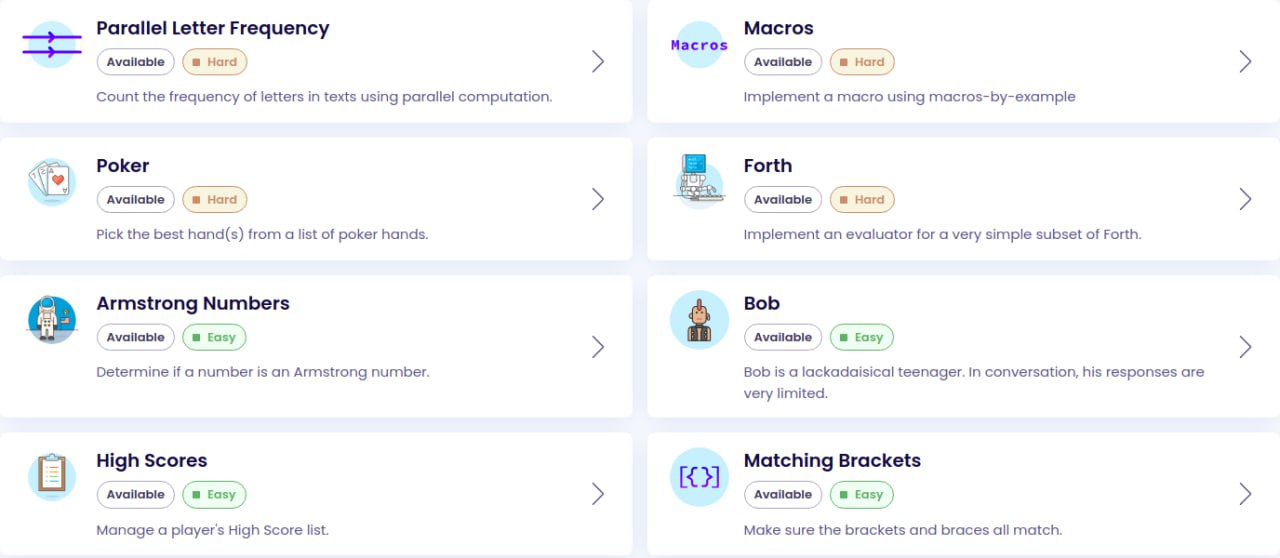 Parallel Letter Frequency
Available Hard
Count the frequency of letters in texts using parallel computation.
Macros
Macros
Available Hard
Implement a macro using macros-by-example
Poker
Available Hard
Pick the best hand(s) from a list of poker hands.
Forth
Available Hard
Implement an evaluator for a very simple subset of Forth.
Armstrong Numbers
Available Easy
Determine if a number is an Armstrong number.
Bob
Available Easy
Bob is a lackadaisical teenager. In conversation, his responses are
very limited.
High Scores
Available Easy
Manage a player's High Score list.
[{}]
Matching Brackets
Available Easy
Make sure the brackets and braces all match.